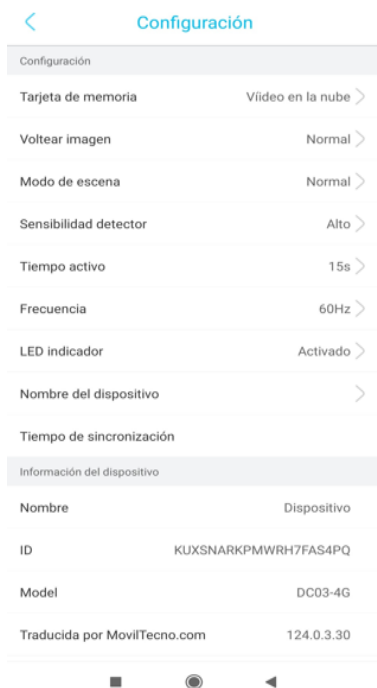 Configuración
Configuración
Tarjeta de memoria Víideo en la nube
Voltear imagen Normal
Modo de escena Normal
Sensibilidad detector Alto
Tiempo activo 15s
Frecuencia 60Hz
LED indicador Activado
Nombre del dispositivo
Tiempo de sincronización
Información del dispositivo
Nombre Dispositivo
ID KUXSNARKPMWRH7FAS4PQ
Model DC03-4G
Traducida por MovilTecno.com 124.0.3.30